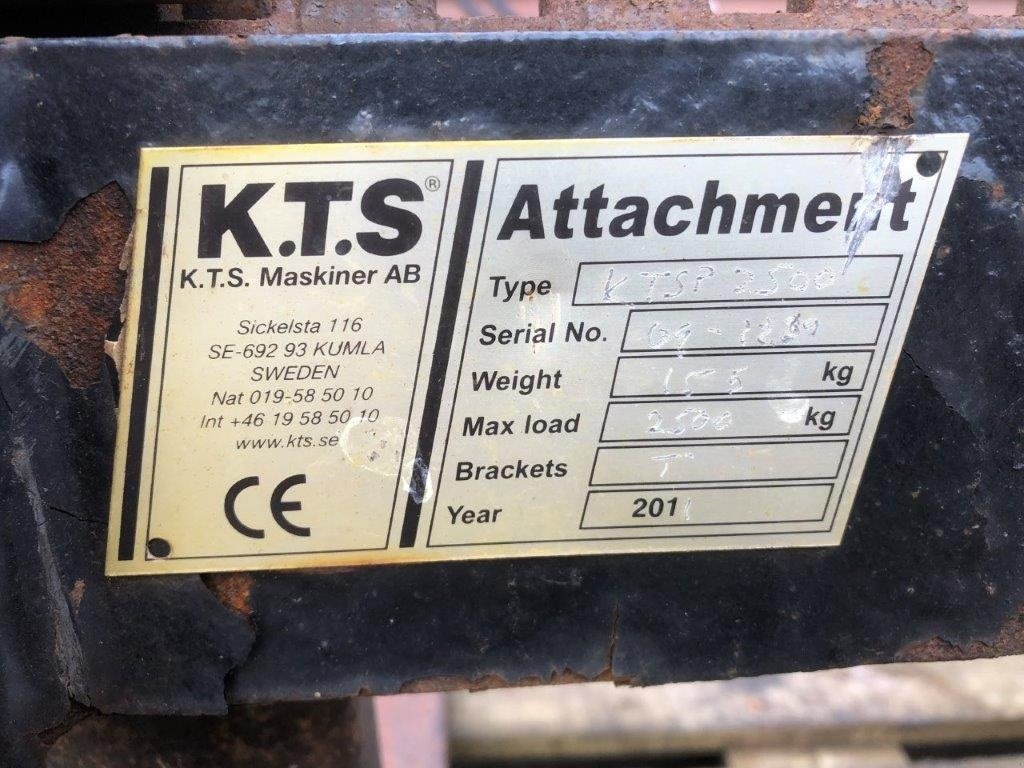 K.T.S®
K.T.S. Maskiner AB
Sickelsta 116
SE-692 93 KUMLA
SWEDEN
Nat 019-58 50 10
Int +46 19 58 50 10
www.kts.se
CE
Attachment
Type KTSP 2500
Serial No.
Weight 155 kg
Max load 2500 kg
Brackets T
Year 2011